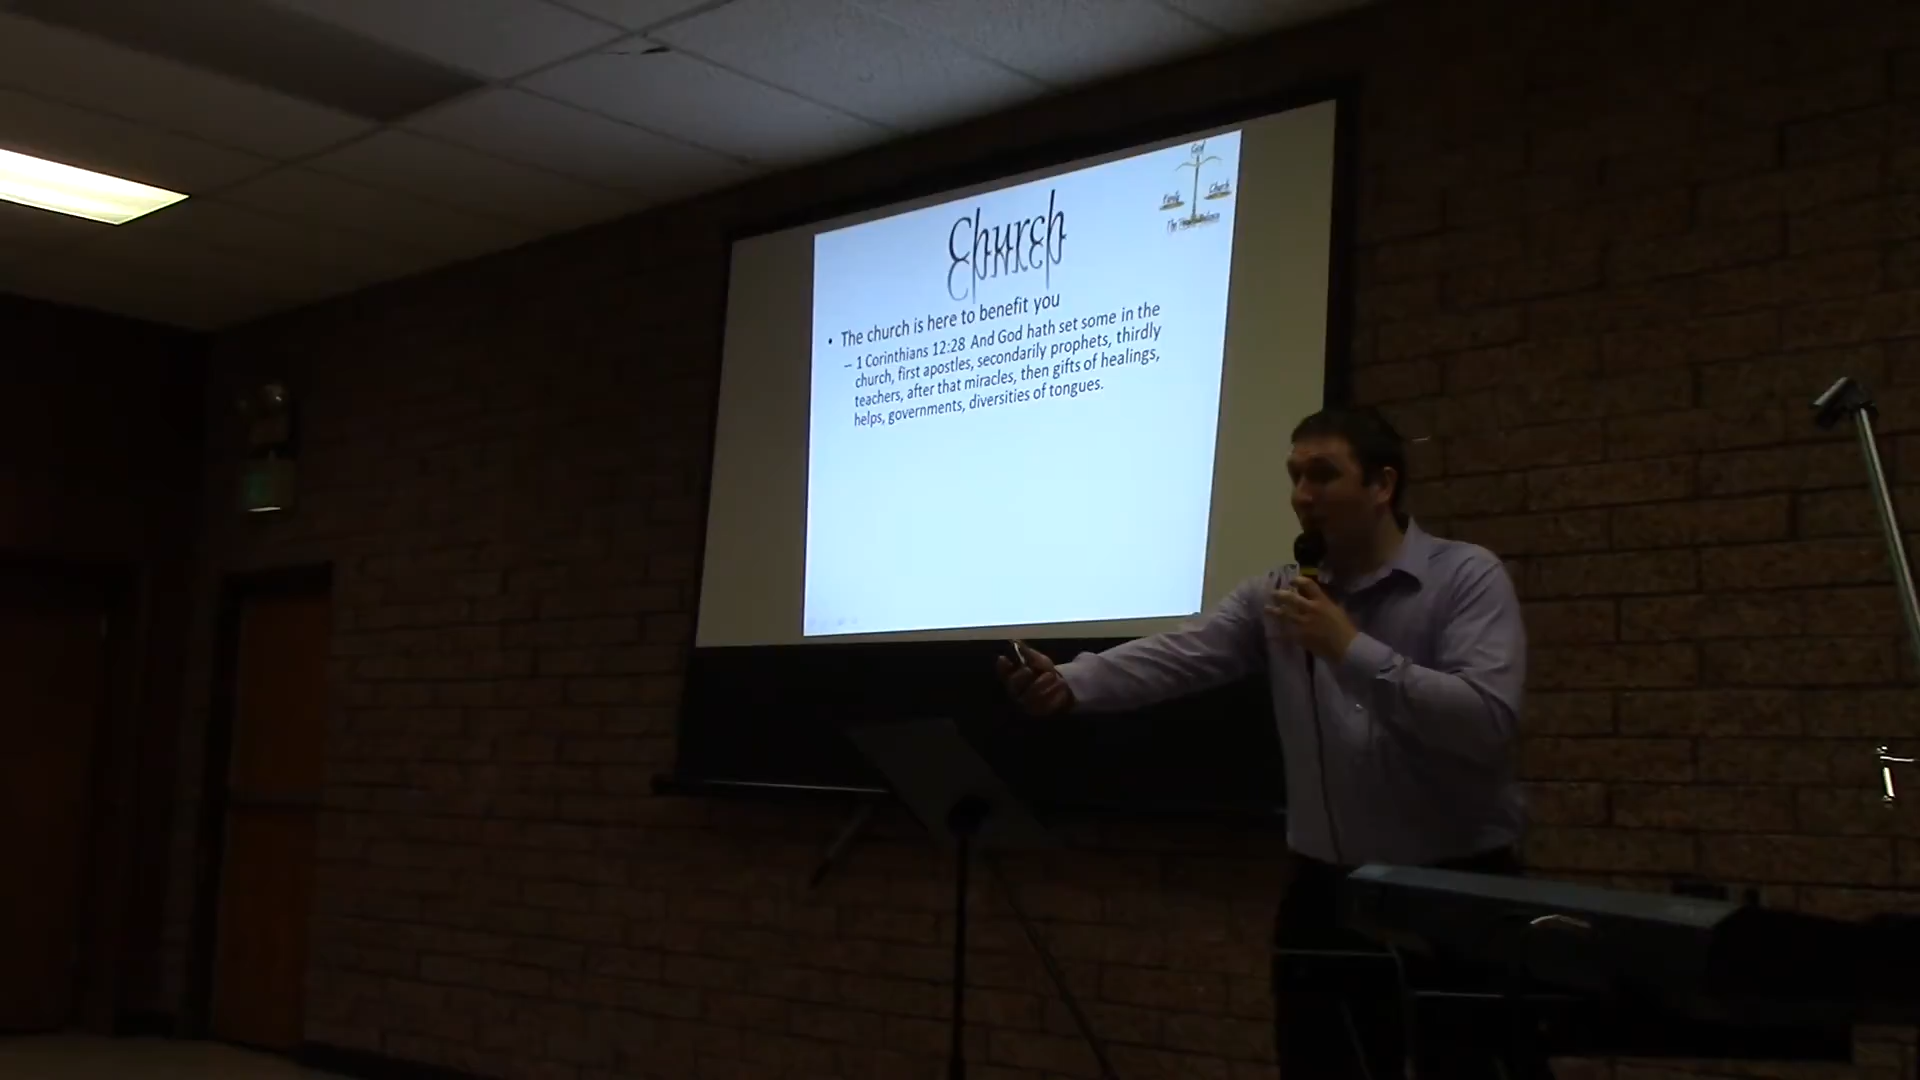 God
Family Church
The
Church
• The church is here to benefit you
– 1 Corinthians 12:28 And God hath set some in the
church, first apostles, secondarily prophets, thirdly
teachers, after that miracles, then gifts of healings,
helps, governments, diversities of tongues.